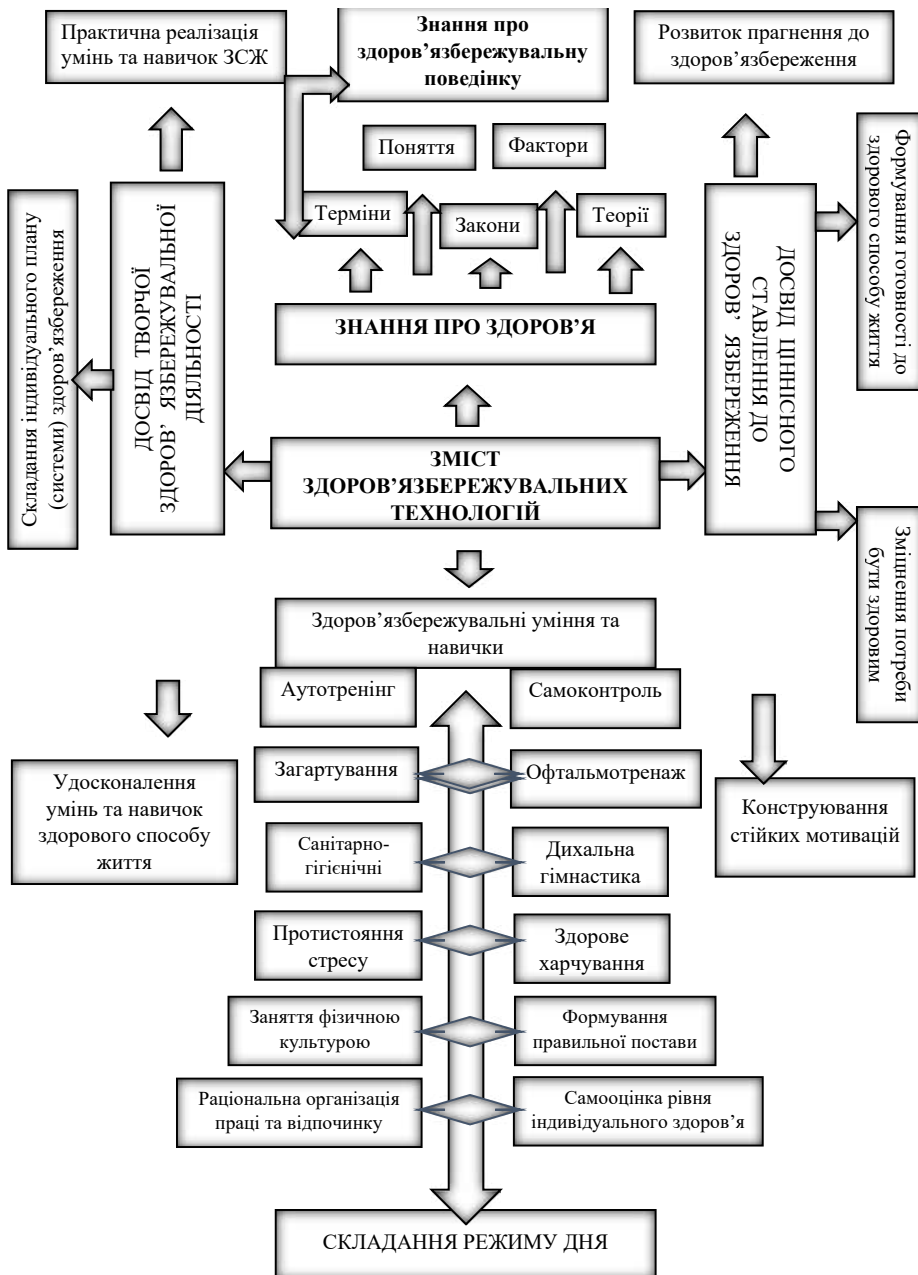 Практична реалізація
умінь та навичок ЗСЖ
Знання про
здоров’язбережувальну
поведінку
Розвиток прагнення до
здоров’язбереження
Поняття
Фактори
Терміни
Закони
Теорії
Складання індивідуального плану
(системи) здоров’язбереження
ДОСВІД ТВОРЧОЇ
ЗДОРОВ’ ЯЗБЕРЕЖУВАЛЬНОЇ
ДІЯЛЬНОСТІ
ЗНАННЯ ПРО ЗДОРОВ’Я
ДОСВІД ЦІННІСНОГО
СТАВЛЕННЯ ДО
ЗДОРОВ’ ЯЗБЕРЕЖЕННЯ
Формування готовності до
здорового способу життя
ЗМІСТ
ЗДОРОВ’ЯЗБЕРЕЖУВАЛЬНИХ
ТЕХНОЛОГІЙ
Зміцнення потреби
бути здоровим
Здоров’язбережувальні уміння та
навички
Аутотренінг
Самоконтроль
Загартування
Офтальмотренаж
Удосконалення
умінь та навичок
здорового способу
життя
Конструювання
стійких мотивацій
Санітарно-
гігієнічні
Дихальна
гімнастика
Протистояння
стресу
Здорове
харчування
Заняття фізичною
культурою
Формування
правильної постави
Раціональна організація
праці та відпочинку
Самооцінка рівня
індивідуального здоров’я
СКЛАДАННЯ РЕЖИМУ ДНЯ